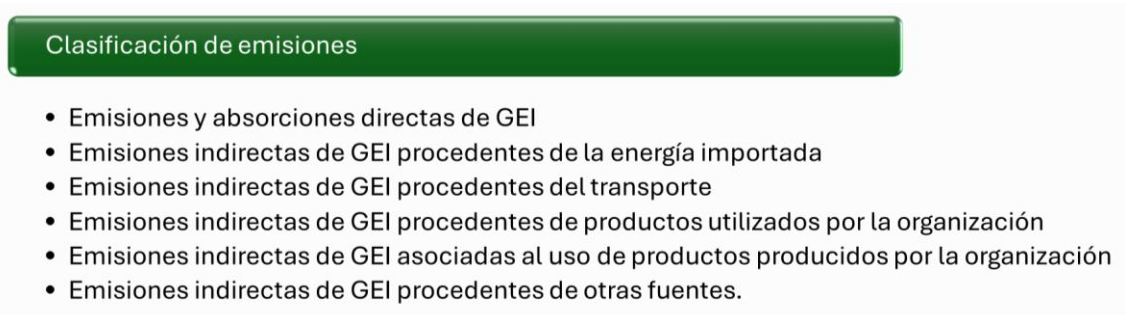 Clasificación de emisiones
• Emisiones y absorciones directas de GEI
• Emisiones indirectas de GEI procedentes de la energía importada
• Emisiones indirectas de GEI procedentes del transporte
• Emisiones indirectas de GEI procedentes de productos utilizados por la organización
• Emisiones indirectas de GEI asociadas al uso de productos producidos por la organización
• Emisiones indirectas de GEI procedentes de otras fuentes.